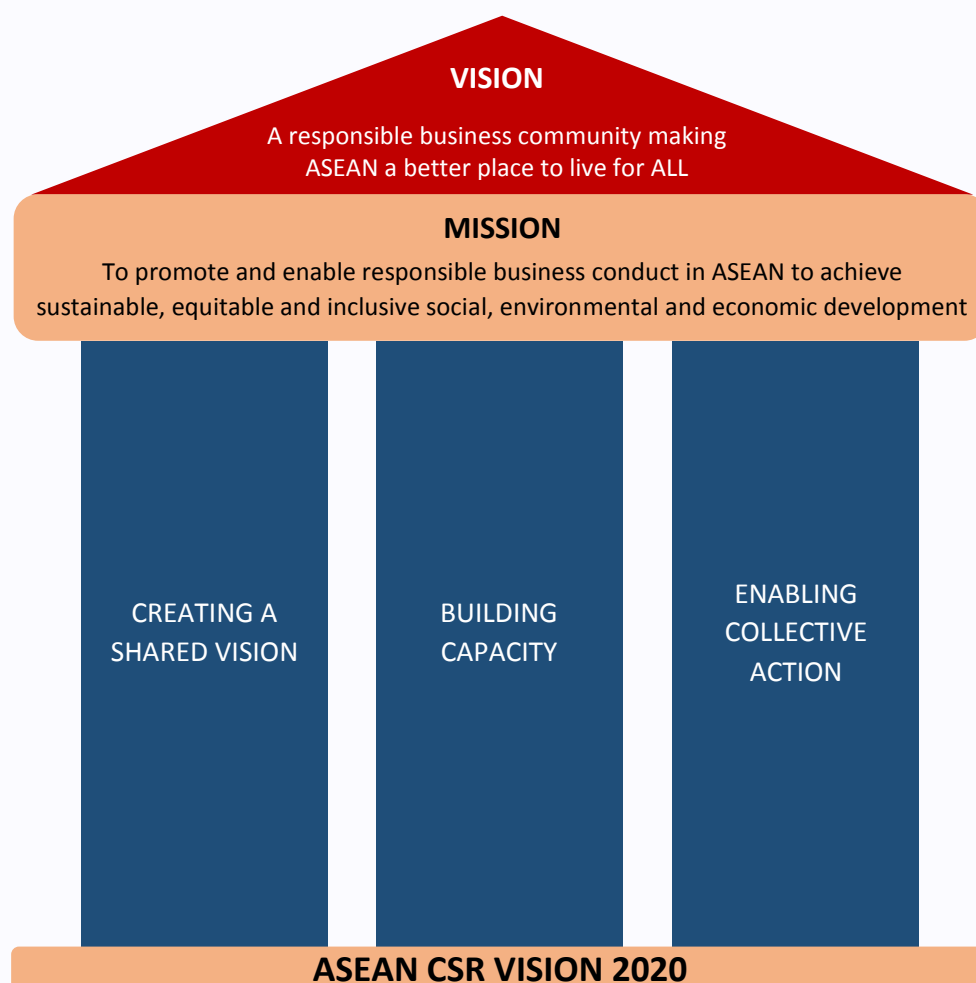 VISION
A responsible business community making
ASEAN a better place to live for ALL
MISSION
To promote and enable responsible business conduct in ASEAN to achieve
sustainable, equitable and inclusive social, environmental and economic development
CREATING A
SHARED VISION
BUILDING
CAPACITY
ENABLING
COLLECTIVE
ACTION
ASEAN CSR VISION 2020